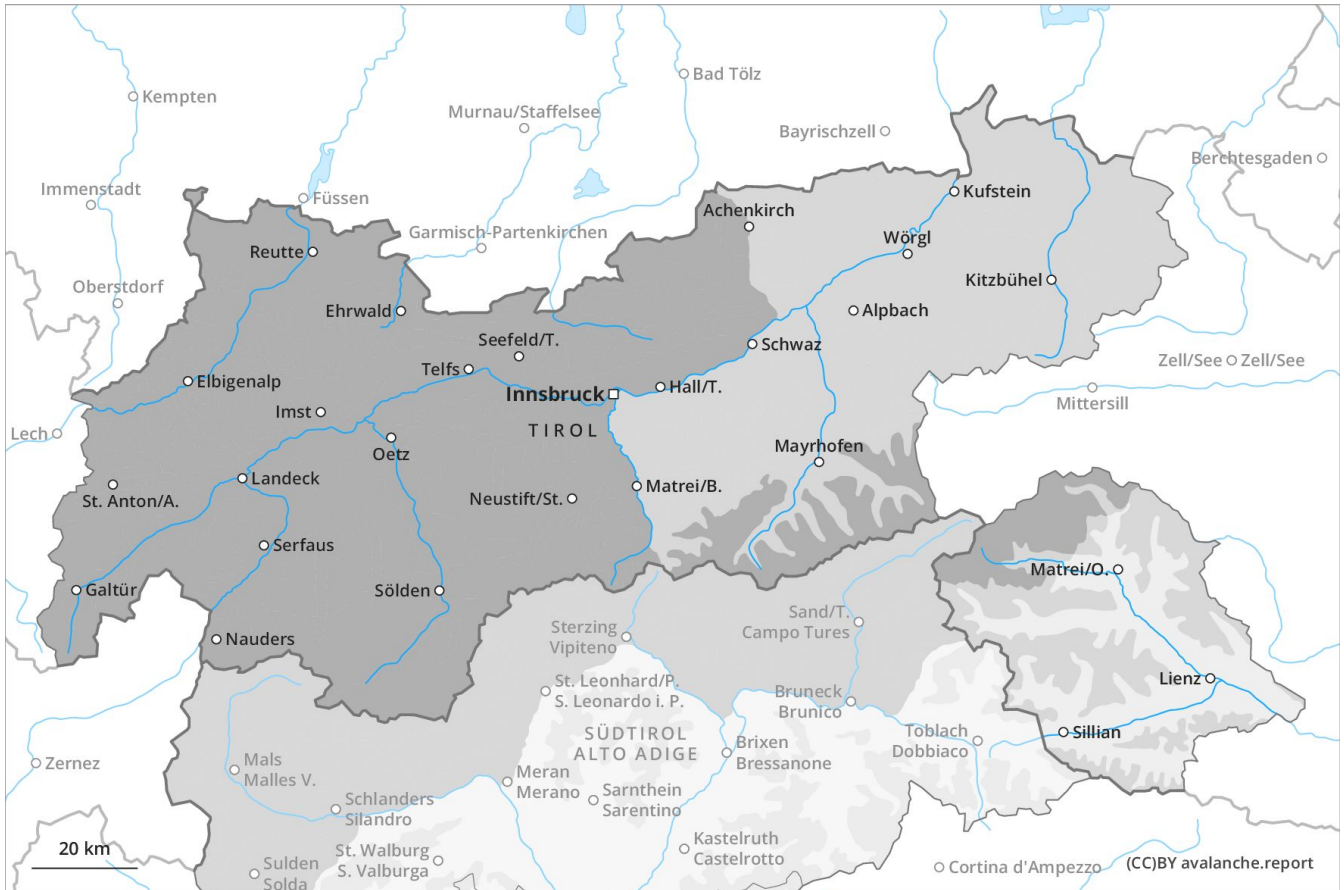 Bad Tölz
Kempten
Murnau/Staffelsee
Bayrischzell
Berchtesgaden
Immenstadt
Füssen
Kufstein
Achenkirch
Garmisch-Partenkirchen
Wörgl
Reutte
Kitzbühel
Oberstdorf
Ehrwald
Alpbach
Seefeld/T.
Schwaz
Zell/See
Zell/See
Telfs
Elbigenalp
Hall/T.
Innsbruck
Mittersill
Imst
TIROL
Lech
Oetz
Mayrhofen
Landeck
Matrei/B.
St. Anton/A.
Neustift/St.
Serfaus
Matrei/O.
Galtür
Sölden
Sand/T.
Campo Tures
Sterzing
Vipiteno
Nauders
Lienz
St. Leonhard/P.
S. Leonardo i. P.
Bruneck
Brunico
Sillian
Toblach
Dobbiaco
SÜDTIROL
ALTO ADIGE
Brixen
Bressanone
Zernez
Mals
Malles V.
Meran
Merano
Sarnthein
Sarentino
Schlanders
Silandro
Kastelruth
Castelrotto
20 km
St. Walburg
S. Valburga
Sulden
Solda
Cortina d'Ampezzo
(CC)BY avalanche.report